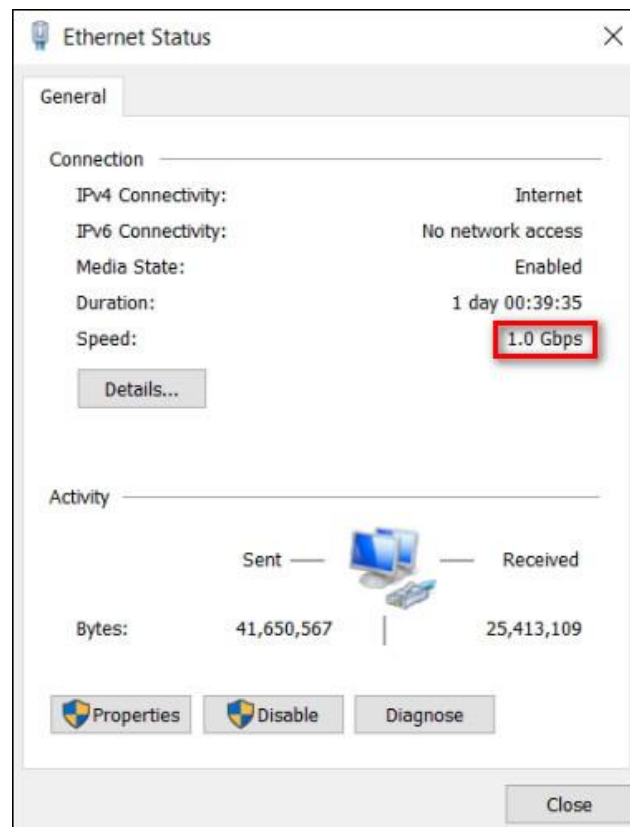 Ethernet Status
General
Connection
IPv4 Connectivity: Internet
IPv6 Connectivity: No network access
Media State: Enabled
Duration: 1 day 00:39:35
Speed: 1.0 Gbps
Details...
Activity
Sent Received
Bytes: 41,650,567 25,413,109
Properties Disable Diagnose
Close